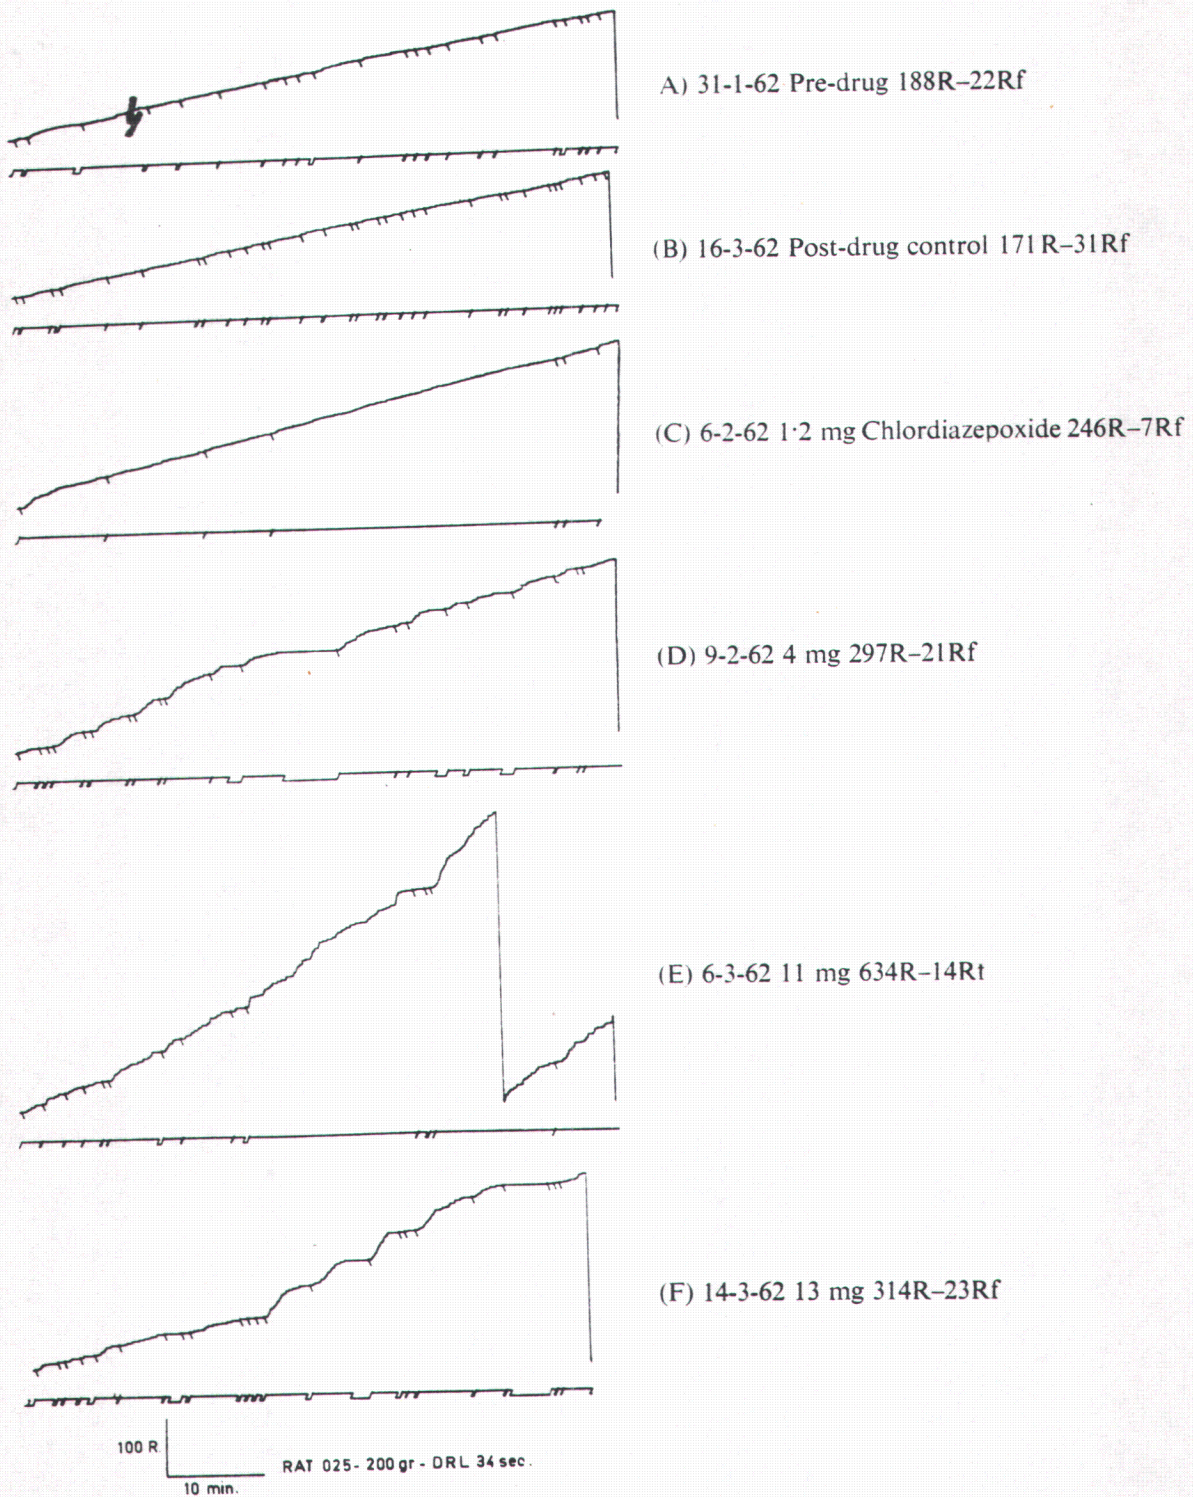 A) 31-1-62 Pre-drug 188R–22Rf
(B) 16-3-62 Post-drug control 171R–31Rf
(C) 6-2-62 1·2 mg Chlordiazepoxide 246R–7Rf
(D) 9-2-62 4 mg 297R–21Rf
(E) 6-3-62 11 mg 634R–14Rt
(F) 14-3-62 13 mg 314R–23Rf
100 R.
10 min.
RAT 025-200gr-DRL 34 sec.